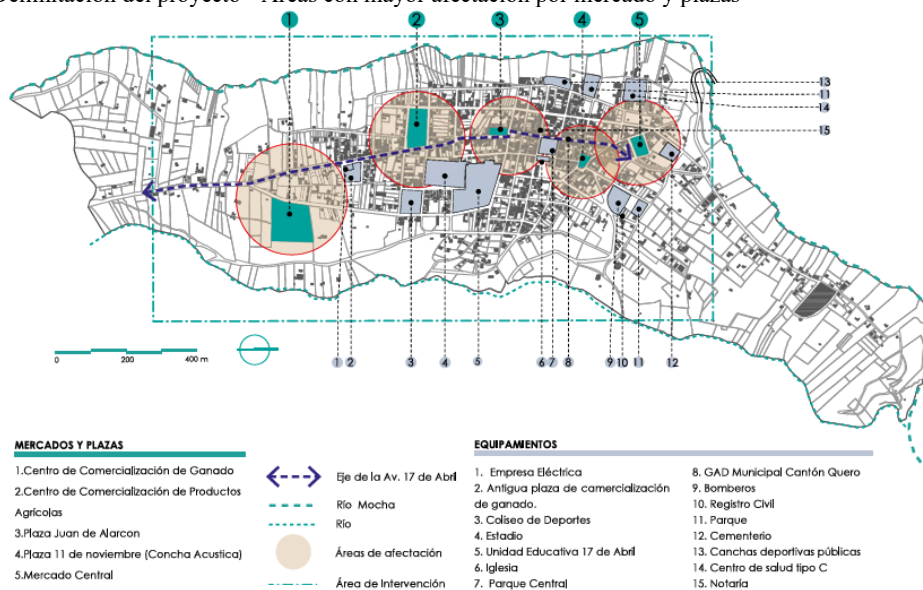 Delimitación del proyecto - Áreas con mayor afectación por mercado y plazas
1 2 3 4 5
13
11
14
15
0 200 400 m
1 2 3 4 5 6 7 8 9 10 11 12
MERCADOS Y PLAZAS
1.Centro de Comercialización de Ganado
2.Centro de Comercialización de Productos
Agrícolas
3.Plaza Juan de Alarcon
4.Plaza 11 de noviembre (Concha Acustica)
5.Mercado Central
Eje de la Av. 17 de Abril
Río Mocha
Río
Áreas de afectación
Área de Intervención
EQUIPAMIENTOS
1. Empresa Eléctrica
2. Antigua plaza de comercialización
de ganado.
3. Coliseo de Deportes
4. Estadio
5. Unidad Educativa 17 de Abril
6. Iglesia
7. Parque Central
8. GAD Municipal Cantón Quero
9. Bomberos
10. Registro Civil
11. Parque
12. Cementerio
13. Canchas deportivas públicas
14. Centro de salud tipo C
15. Notaría